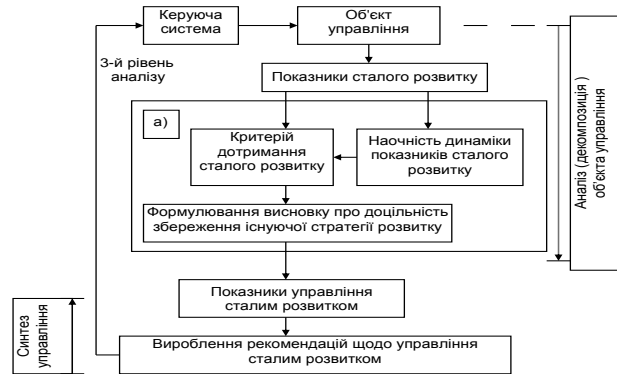 Керуюча
система
Об'єкт
управління
3-й рівень
аналізу
Показники сталого розвитку
а)
Критерій
дотримання
сталого розвитку
Наочність динаміки
показників сталого
розвитку
Формулювання висновку про доцільність
збереження існуючої стратегії розвитку
Показники управління
сталим розвитком
Вироблення рекомендацій щодо управління
сталим розвитком
Синтез
управління
Аналіз (декомпозиція )
об'єкта управління